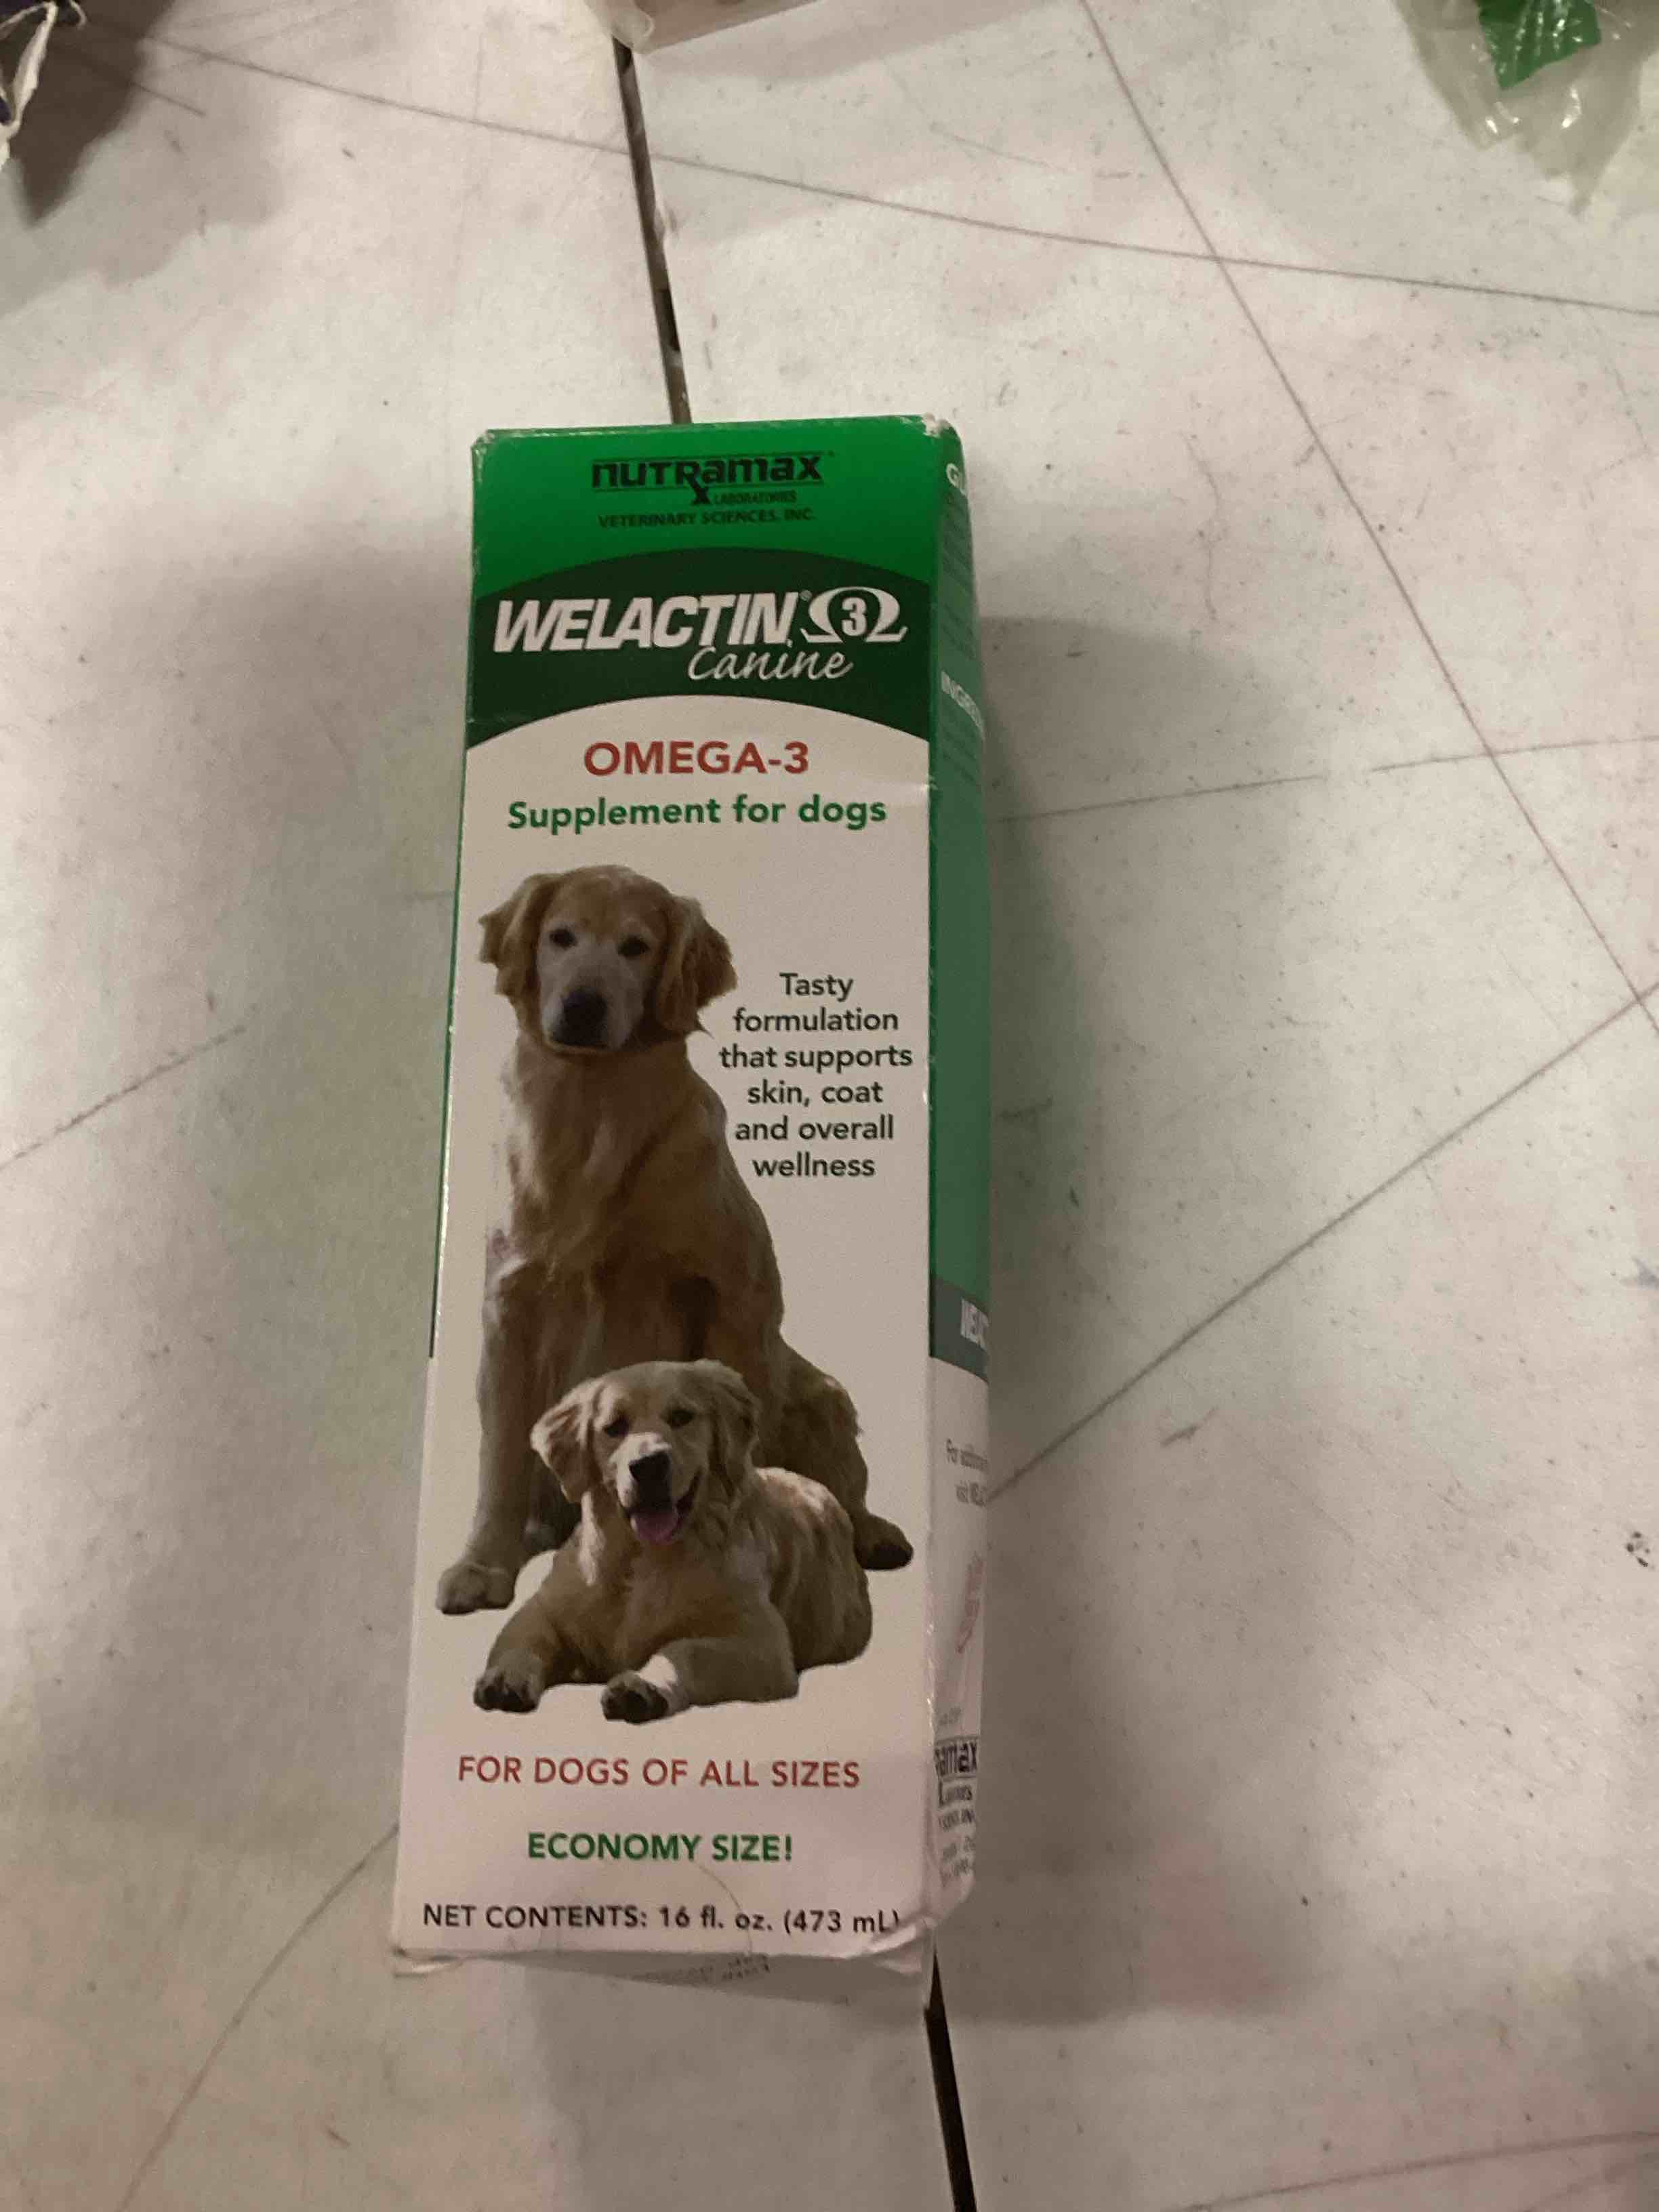 nutramax
LABORATORIES
VETERINARY SCIENCES, INC.
WELACTIN® Ω3
Canine
OMEGA-3
Supplement for dogs
Tasty
formulation
that supports
skin, coat
and overall
wellness
FOR DOGS OF ALL SIZES
ECONOMY SIZE!
NET CONTENTS: 16 fl. oz. (473 mL)